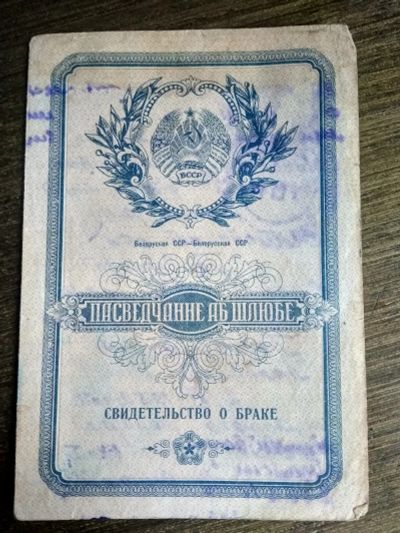 БССР
Беларуская ССР—Белорусская ССР
ПАСВЕДЧАННЕ АБ ШЛЮБЕ
СВИДЕТЕЛЬСТВО О БРАКЕ